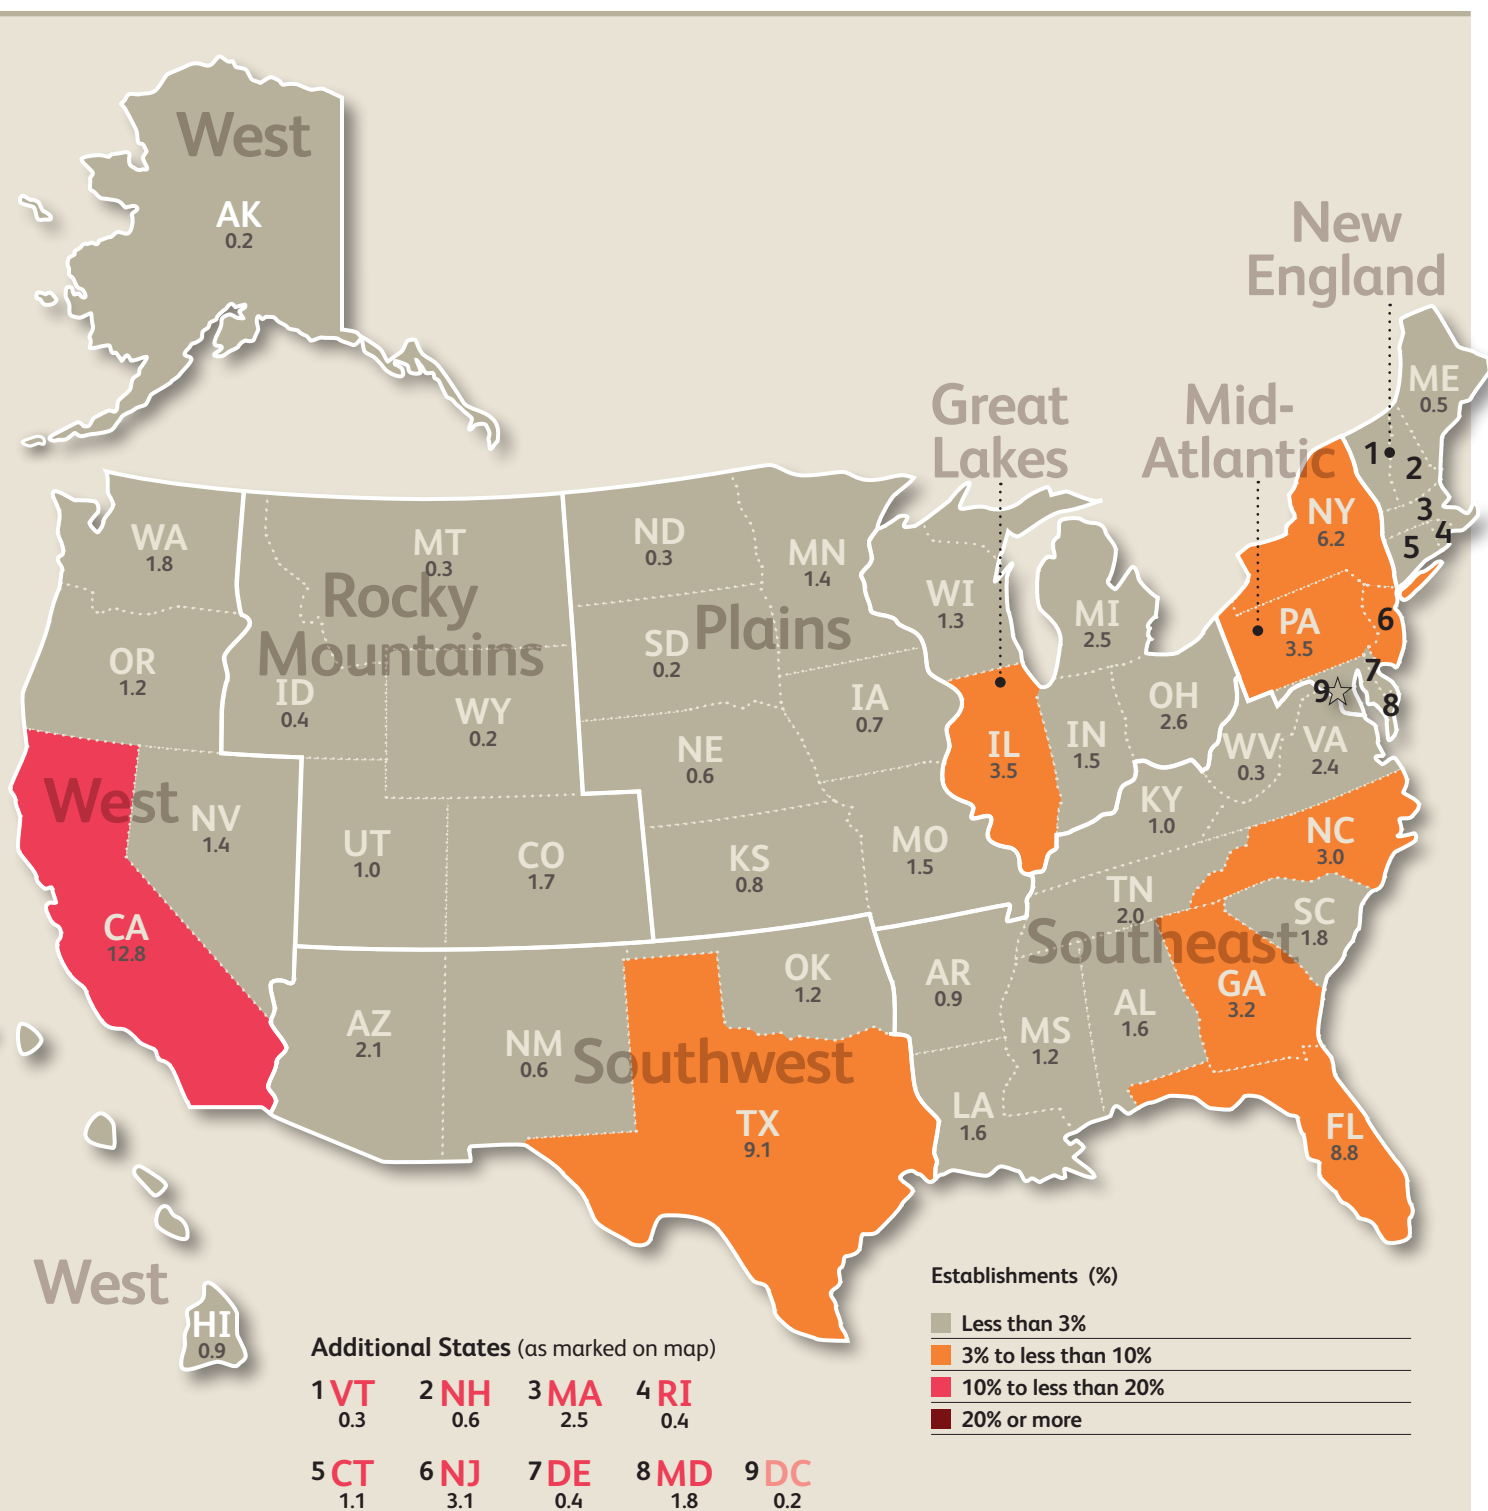 West
AK
0.2
New
England
ME
0.5
Great
Lakes
Mid-
Atlantic
1
2
3
4
5
NY
6.2
WA
1.8
MT
0.3
ND
0.3
MN
1.4
Rocky
Mountains
Plains
WI
1.3
MI
2.5
PA
3.5
6
7
8
9
OR
1.2
ID
0.4
WY
0.2
SD
0.2
IA
0.7
NE
0.6
IL
3.5
IN
1.5
OH
2.6
WV
0.3
VA
2.4
West
NV
1.4
UT
1.0
CO
1.7
KS
0.8
MO
1.5
KY
1.0
NC
3.0
TN
2.0
SC
1.8
CA
12.8
Southeast
AZ
2.1
NM
0.6
OK
1.2
AR
0.9
MS
1.2
AL
1.6
GA
3.2
Southwest
TX
9.1
LA
1.6
FL
8.8
West
HI
0.9
Establishments (%)
Less than 3%
3% to less than 10%
10% to less than 20%
20% or more
Additional States (as marked on map)
1 VT 2 NH 3 MA 4 RI
0.3 0.6 2.5 0.4
5 CT 6 NJ 7 DE 8 MD 9 DC
1.1 3.1 0.4 1.8 0.2